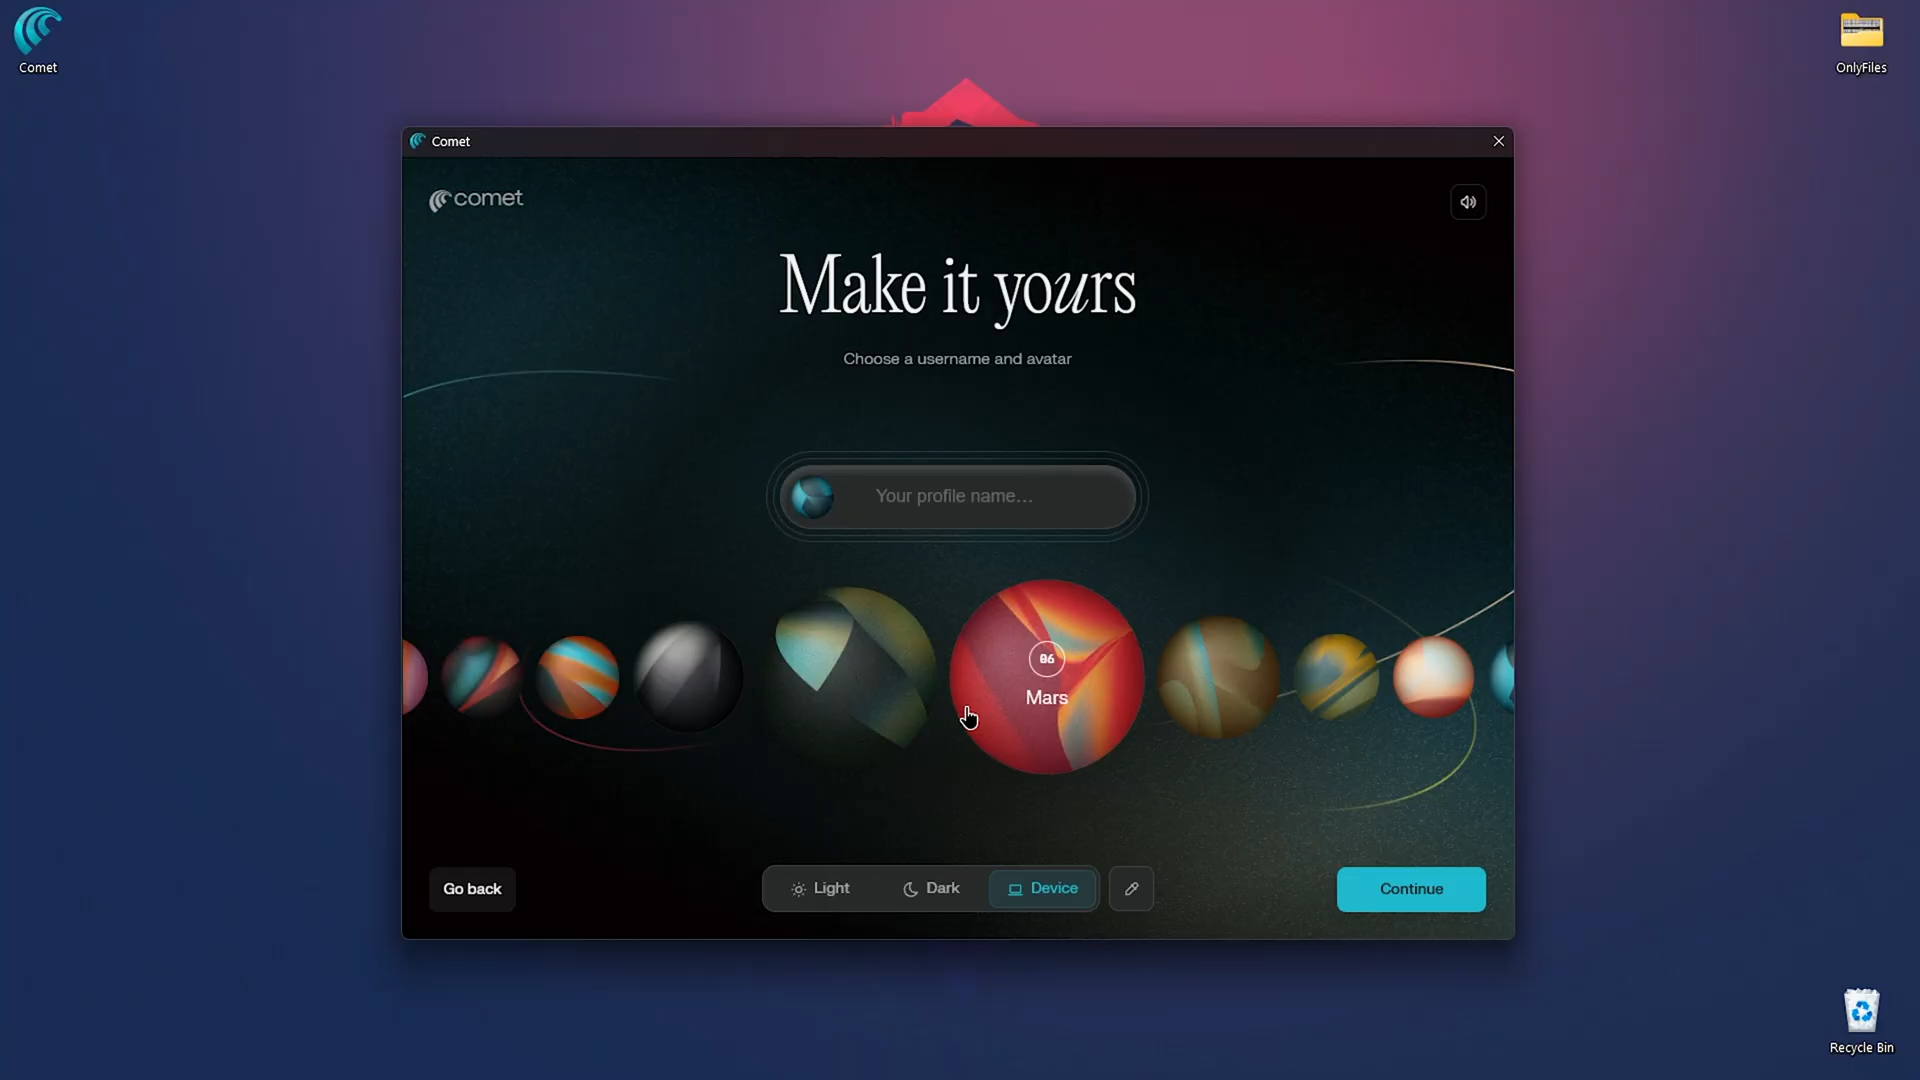 Comet
OnlyFiles
Comet
comet
Make it yours
Choose a username and avatar
Your profile name...
06
Mars
Go back
Light
Dark
Device
Continue
Recycle Bin